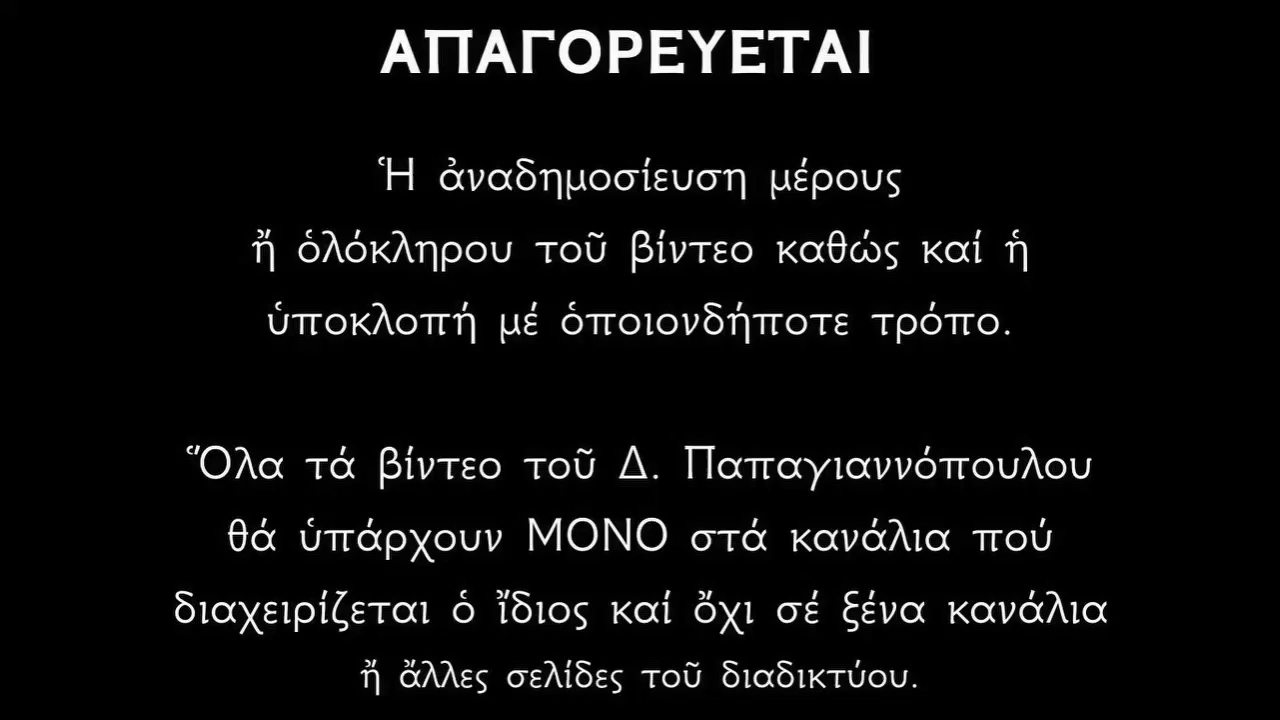 ΑΠΑΓΟΡΕΥΕΤΑΙ
Ἡ ἀναδημοσίευση μέρους
ἤ ὁλόκληρου τοῦ βίντεο καθώς καί ἡ
ὑποκλοπή μέ ὁποιονδήποτε τρόπο.
Ὅλα τά βίντεο τοῦ Δ. Παπαγιαννόπουλου
θά ὑπάρχουν ΜΟΝΟ στά κανάλια πού
διαχειρίζεται ὁ ἴδιος καί ὄχι σέ ξένα κανάλια
ἤ ἄλλες σελίδες τοῦ διαδικτύου.